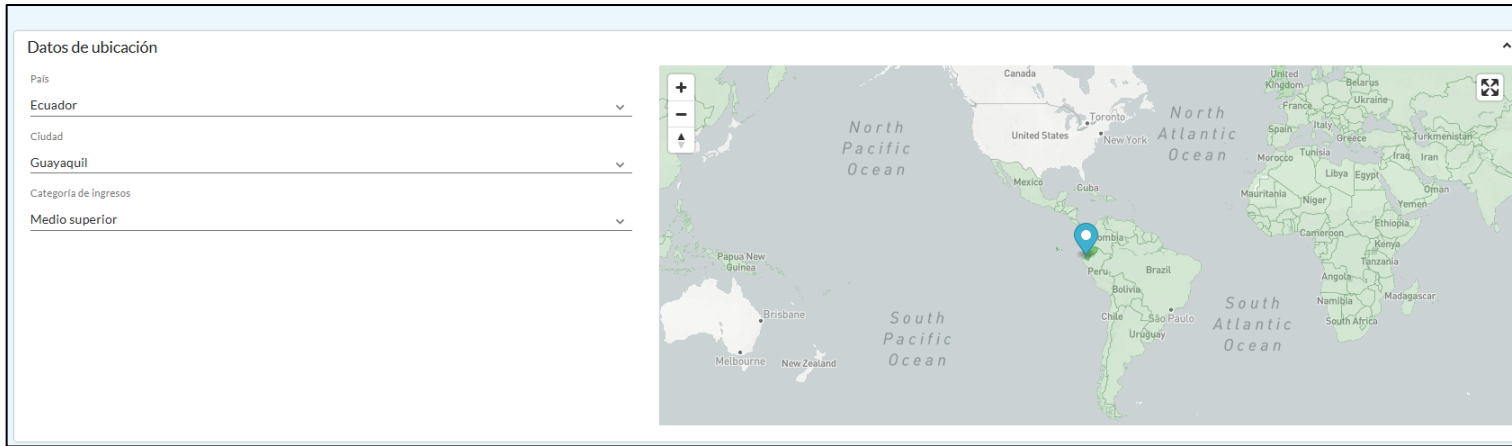 Datos de ubicación
País
Ecuador
Ciudad
Guayaquil
Categoría de ingresos
Medio superior
+
−
Canada
Toronto
New York
United States
Mexico
Cuba
North
Pacific
Ocean
North
Atlantic
Ocean
United
Kingdom
Belarus
Ukraine
France
Spain
Italy
Greece
Turkmenistan
Morocco
Tunisia
Iraq
Iran
Libya
Egypt
Mauritania
Niger
Oman
Yemen
Ethiopia
Cameroon
Kenya
Tanzania
Angola
Namibia
Madagascar
South Africa
ombia
Peru
Brazil
Bolivia
Chile
São Paulo
Uruguay
Papua New
Guinea
Brisbane
Melbourne
New Zealand
South
Pacific
Ocean
South
Atlantic
Ocean